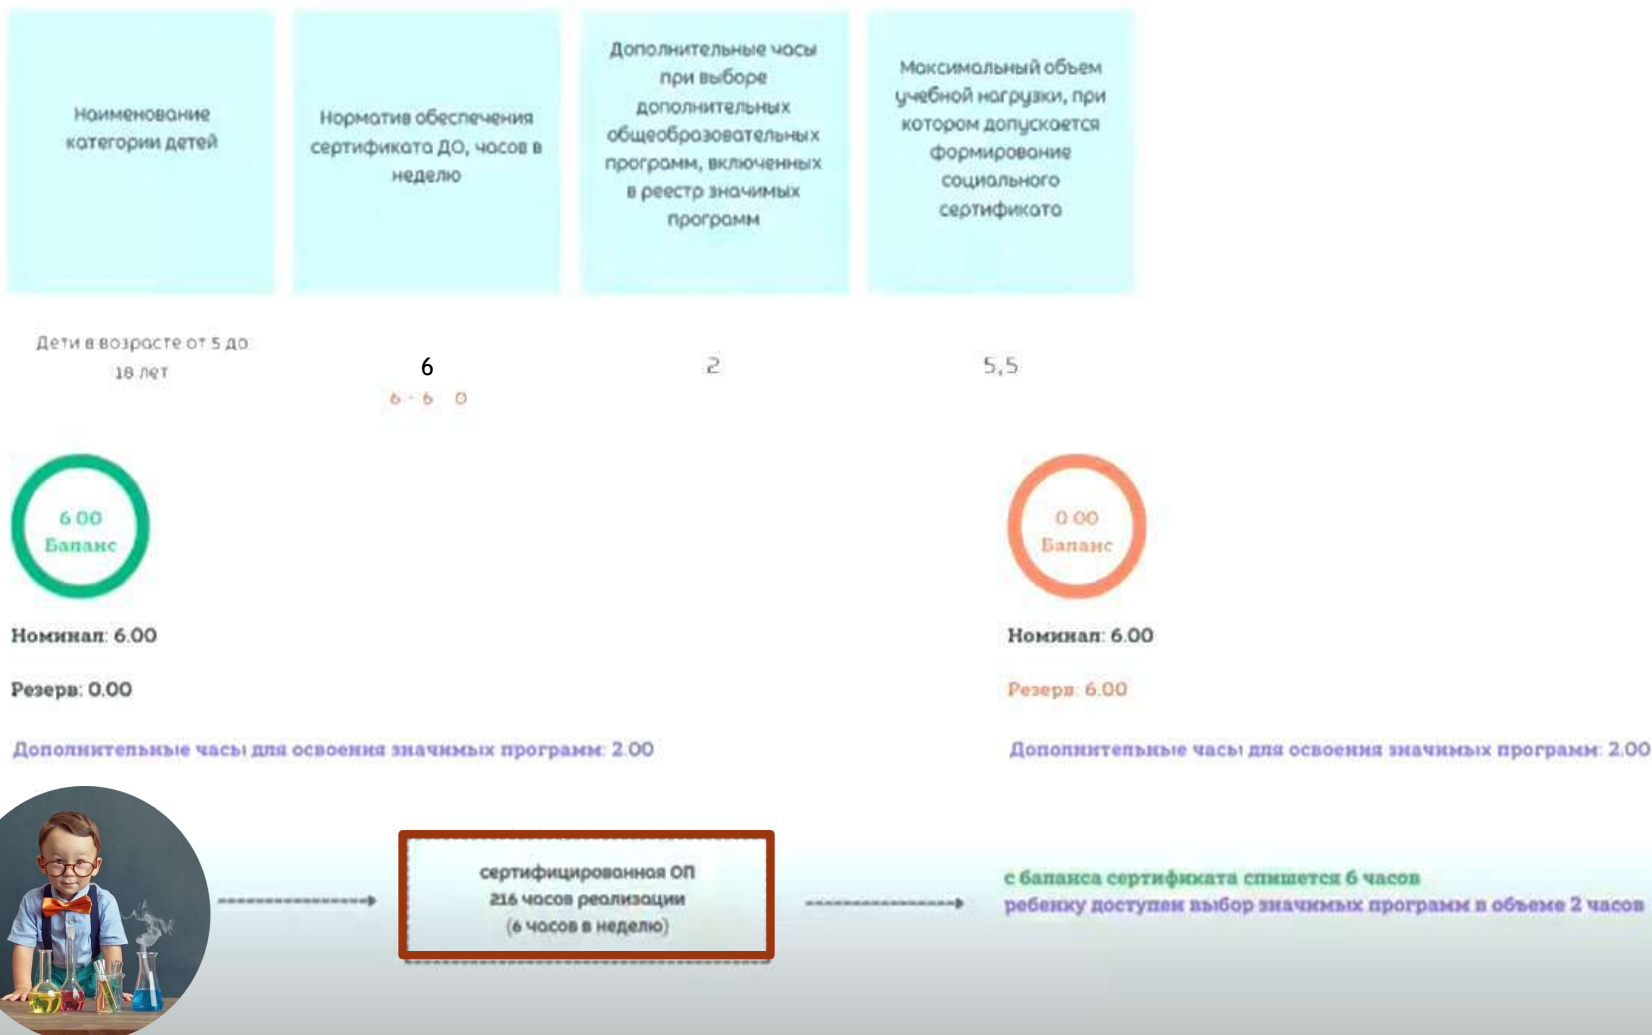 Наименование
категории детей
Норматив обеспечения
сертификата ДО, часов в
неделю
Дополнительные часы
при выборе
дополнительных
общеобразовательных
программ, включенных
в реестр значимых
программ
Максимальный объем
учебной нагрузки, при
котором допускается
формирование
социального
сертификата
Дети в возрасте от 5 до
18 лет
6
6 - 6 0
2
5,5
6.00
Баланс
Номинал: 6.00
Резерв: 0.00
Дополнительные часы для освоения значимых программ: 2.00
0.00
Баланс
Номинал: 6.00
Резерв: 6.00
Дополнительные часы для освоения значимых программ: 2.00
сертифицированная ОП
216 часов реализации
(6 часов в неделю)
с баланса сертификата спишется 6 часов
ребенку доступен выбор значимых программ в объеме 2 часов